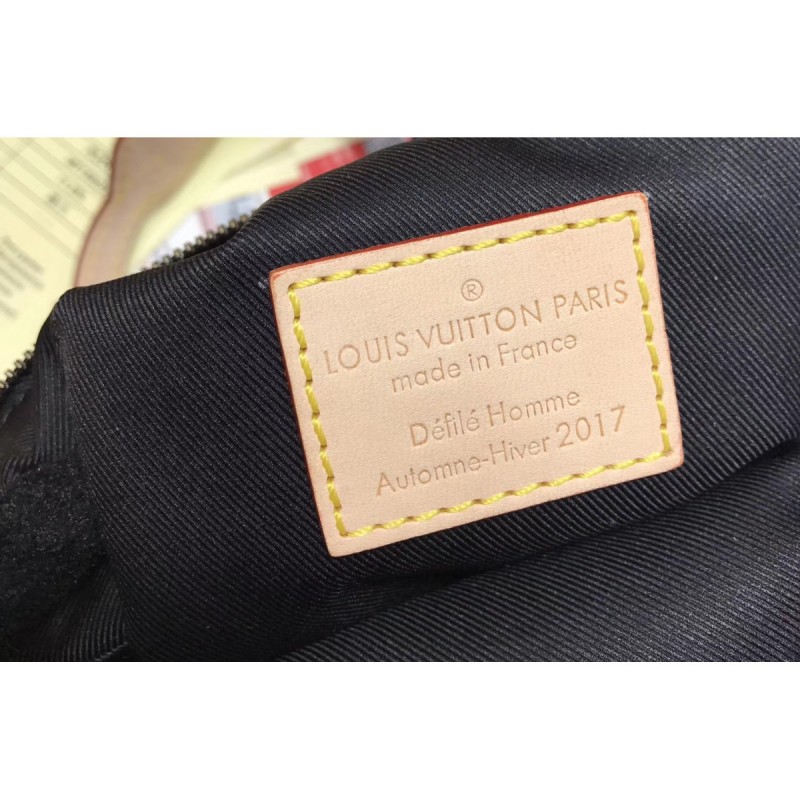 ®
LOUIS VUITTON PARIS
made in France
Défilé Homme
Automne-Hiver 2017